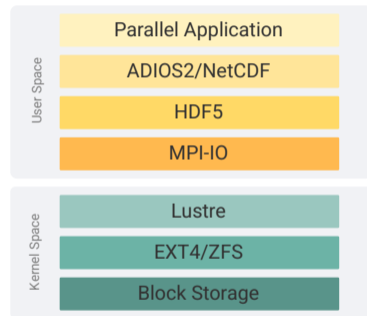 User Space
Parallel Application
ADIOS2/NetCDF
HDF5
MPI-IO
Kernel Space
Lustre
EXT4/ZFS
Block Storage